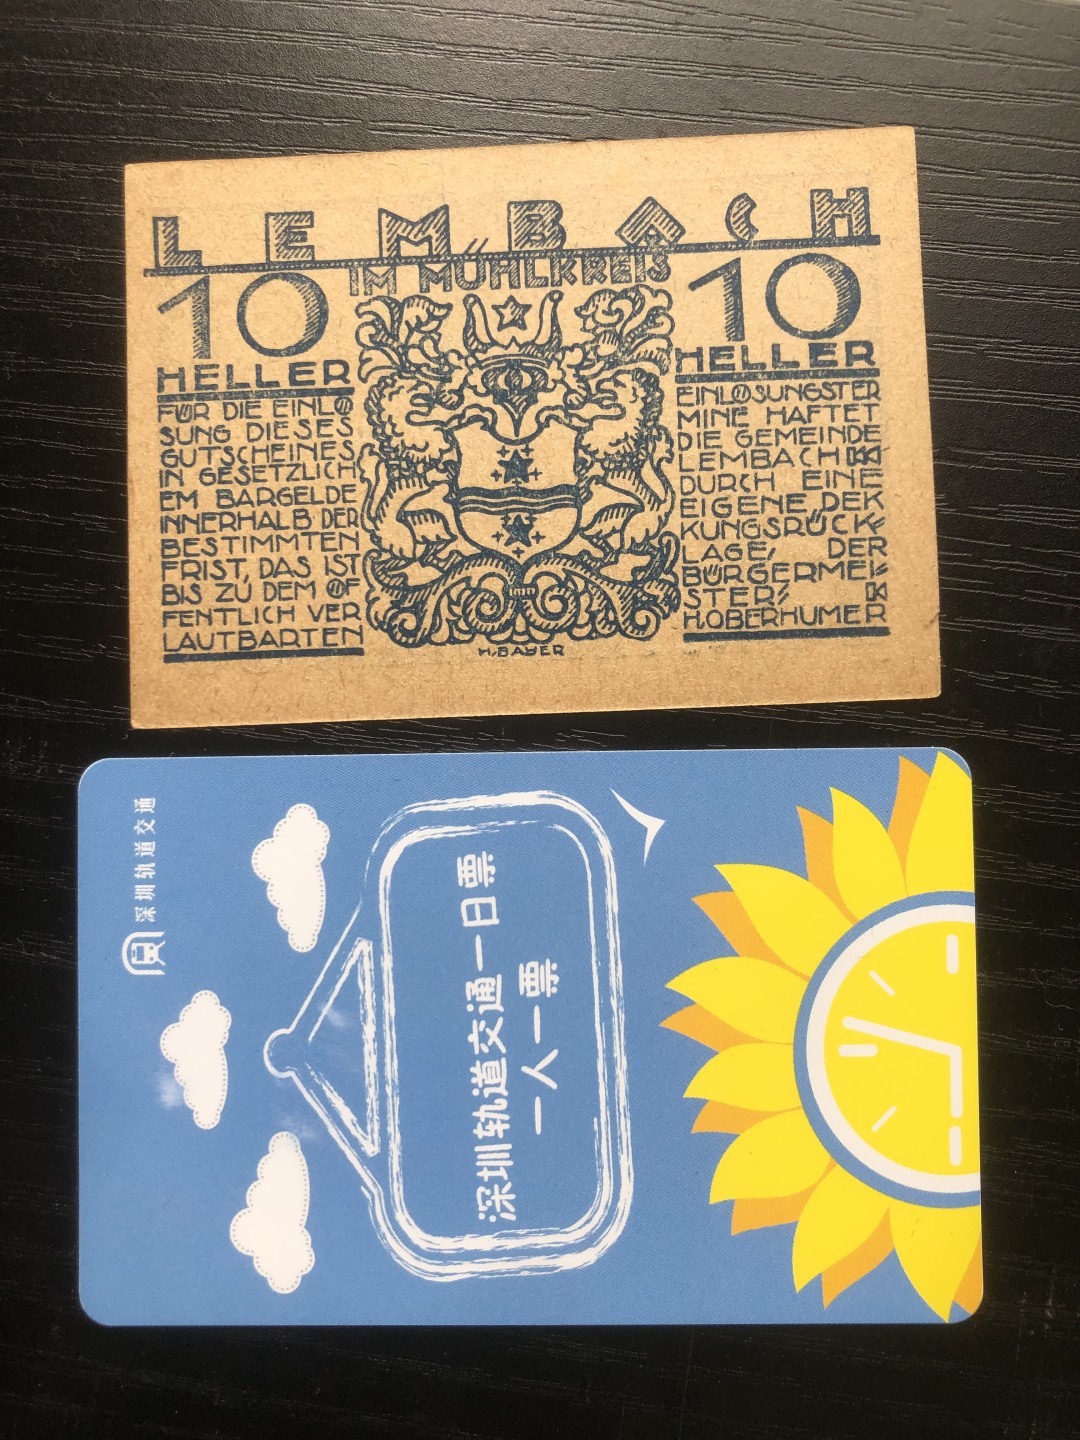 LEMBACH
IM MÜHLKREIS
10
HELLER
FÜR DIE EINLÖ
SUNG DIESES
GUTSCHEINES
IN GESETZLICH
EM BARGELDE
INNERHALB DER
BESTIMMTEN
FRIST, DAS IST
BIS ZU DEM ÖF
FENTLICH VER
LAUTBARTEN
10
HELLER
EINLÖSUNGSTER
MINE HAFTET
DIE GEMEINDE
LEMBACH
DURCH EINE
EIGENE DEK
KUNGSRÜCK-
LAGE, DER
BÜRGERMEI-
STER:
H.OBERHUMER
H.BAYER
深圳轨道交通
深圳轨道交通一日票
一人一票